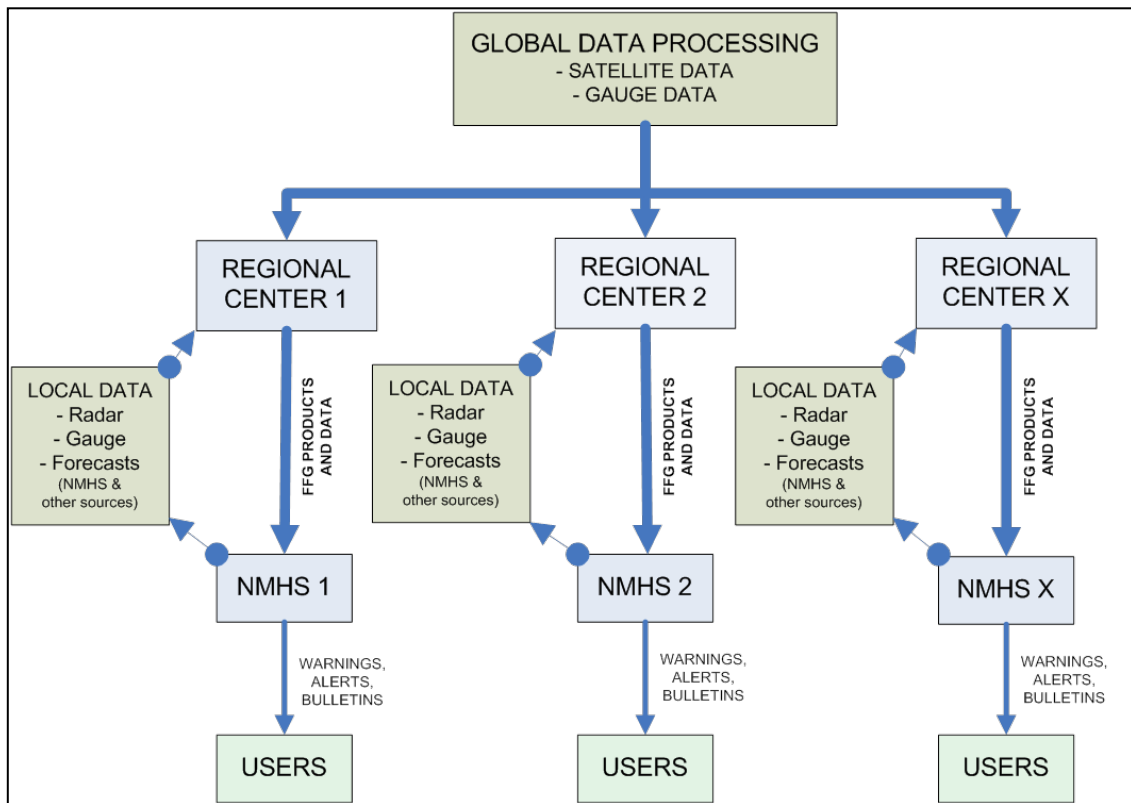 GLOBAL DATA PROCESSING
- SATELLITE DATA
- GAUGE DATA
REGIONAL
CENTER 1
REGIONAL
CENTER 2
REGIONAL
CENTER X
LOCAL DATA
- Radar
- Gauge
- Forecasts
(NMHS &
other sources)
FFG PRODUCTS
AND DATA
LOCAL DATA
- Radar
- Gauge
- Forecasts
(NMHS &
other sources)
FFG PRODUCTS
AND DATA
LOCAL DATA
- Radar
- Gauge
- Forecasts
(NMHS &
other sources)
FFG PRODUCTS
AND DATA
NMHS 1
NMHS 2
NMHS X
WARNINGS,
ALERTS,
BULLETINS
WARNINGS,
ALERTS,
BULLETINS
WARNINGS,
ALERTS,
BULLETINS
USERS
USERS
USERS